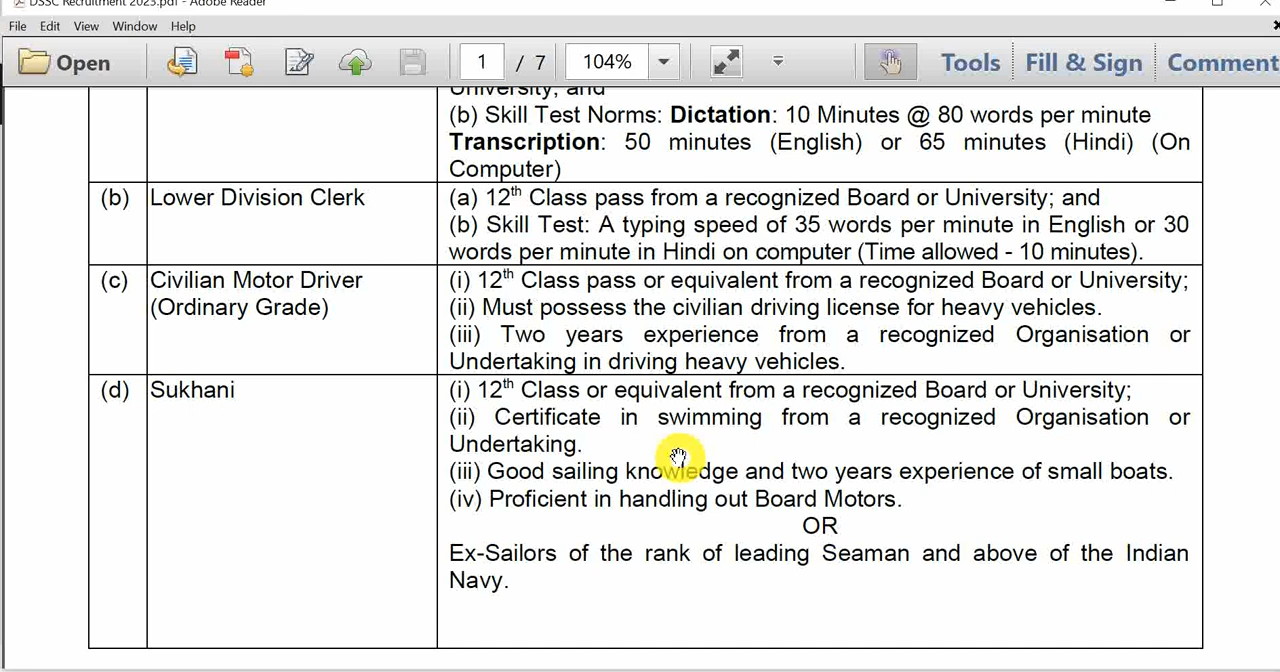 DSSC Recruitment 2023.pdf - Adobe Reader
File Edit View Window Help
Open 1 / 7 104% Tools Fill & Sign Comment
University; and
(b) Skill Test Norms: Dictation: 10 Minutes @ 80 words per minute
Transcription: 50 minutes (English) or 65 minutes (Hindi) (On
Computer)
(b) Lower Division Clerk
(a) 12th Class pass from a recognized Board or University; and
(b) Skill Test: A typing speed of 35 words per minute in English or 30
words per minute in Hindi on computer (Time allowed - 10 minutes).
(c) Civilian Motor Driver
(Ordinary Grade)
(i) 12th Class pass or equivalent from a recognized Board or University;
(ii) Must possess the civilian driving license for heavy vehicles.
(iii) Two years experience from a recognized Organisation or
Undertaking in driving heavy vehicles.
(d) Sukhani
(i) 12th Class or equivalent from a recognized Board or University;
(ii) Certificate in swimming from a recognized Organisation or
Undertaking.
(iii) Good sailing knowledge and two years experience of small boats.
(iv) Proficient in handling out Board Motors.
OR
Ex-Sailors of the rank of leading Seaman and above of the Indian
Navy.